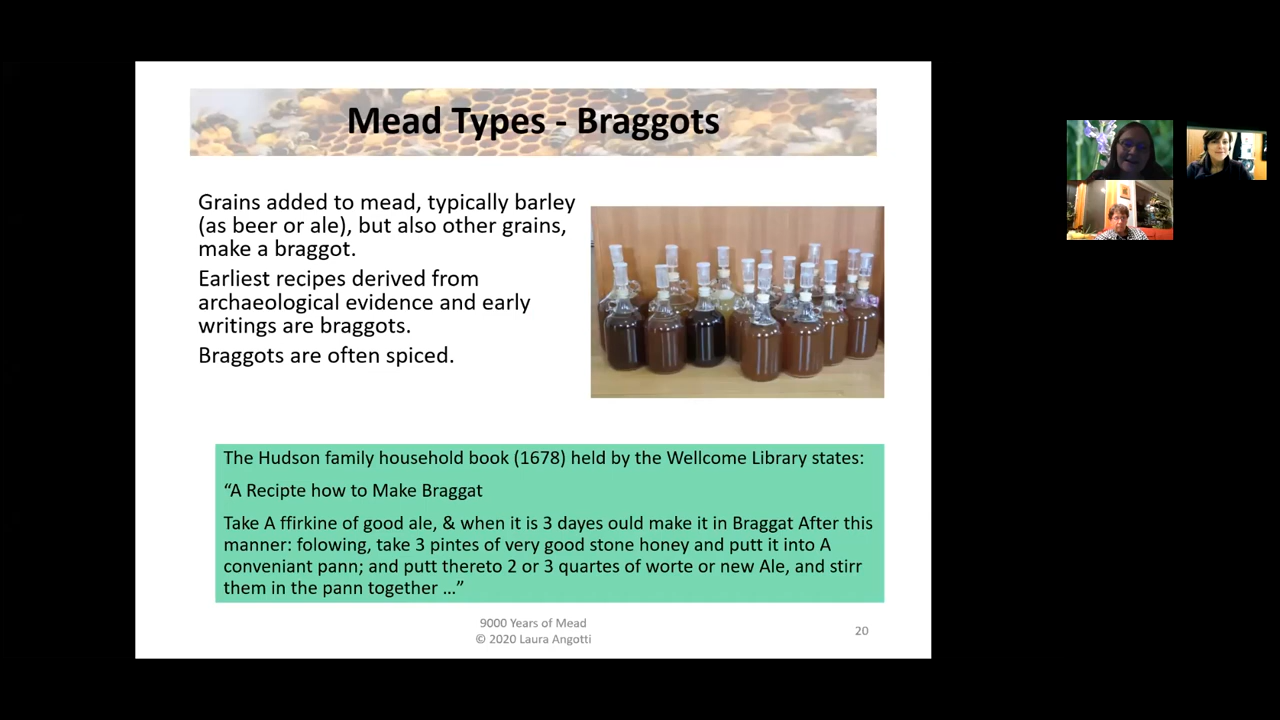 Mead Types - Braggots
Grains added to mead, typically barley
(as beer or ale), but also other grains,
make a braggot.
Earliest recipes derived from
archaeological evidence and early
writings are braggots.
Braggots are often spiced.
The Hudson family household book (1678) held by the Wellcome Library states:
“A Recipte how to Make Braggat
Take A ffirkine of good ale, & when it is 3 dayes ould make it in Braggat After this
manner: folowing, take 3 pintes of very good stone honey and putt it into A
conveniant pann; and putt thereto 2 or 3 quartes of worte or new Ale, and stirr
them in the pann together …”
9000 Years of Mead
© 2020 Laura Angotti
20